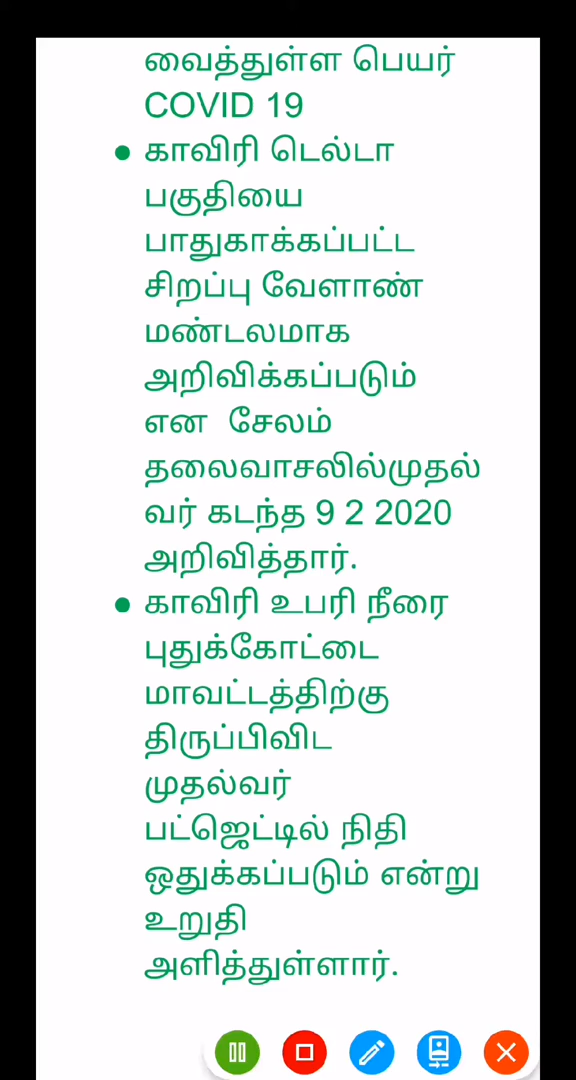 வைத்துள்ள பெயர்
COVID 19
● காவிரி டெல்டா
பகுதியை
பாதுகாக்கப்பட்ட
சிறப்பு வேளாண்
மண்டலமாக
அறிவிக்கப்படும்
என சேலம்
தலைவாசலில்முதல்
வர் கடந்த 9 2 2020
அறிவித்தார்.
● காவிரி உபரி நீரை
புதுக்கோட்டை
மாவட்டத்திற்கு
திருப்பிவிட
முதல்வர்
பட்ஜெட்டில் நிதி
ஒதுக்கப்படும் என்று
உறுதி
அளித்துள்ளார்.